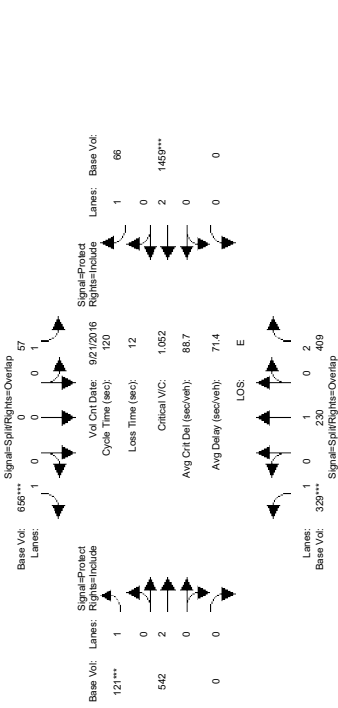 Signal=Split/Rights=Overlap
Base Vol: 656*** 0 57
Lanes: 1 0 0 0 1
Signal=Protect
Rights=Include
Base Vol: Lanes:
121*** 1
0
542 2
0
0 0
Vol Cnt Date: 9/21/2016
Cycle Time (sec): 120
Loss Time (sec): 12
Critical V/C: 1.052
Avg Crit Del (sec/veh): 88.7
Avg Delay (sec/veh): 71.4
LOS: E
Signal=Protect
Rights=Include
Lanes: Base Vol:
1 66
0
2 1459***
0
0 0
Lanes: 1 0 1 0 2
Base Vol: 329*** 230 409
Signal=Split/Rights=Overlap